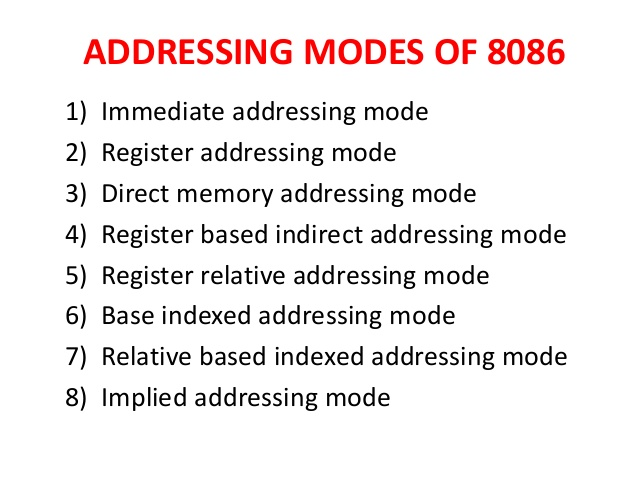 ADDRESSING MODES OF 8086
1) Immediate addressing mode
2) Register addressing mode
3) Direct memory addressing mode
4) Register based indirect addressing mode
5) Register relative addressing mode
6) Base indexed addressing mode
7) Relative based indexed addressing mode
8) Implied addressing mode